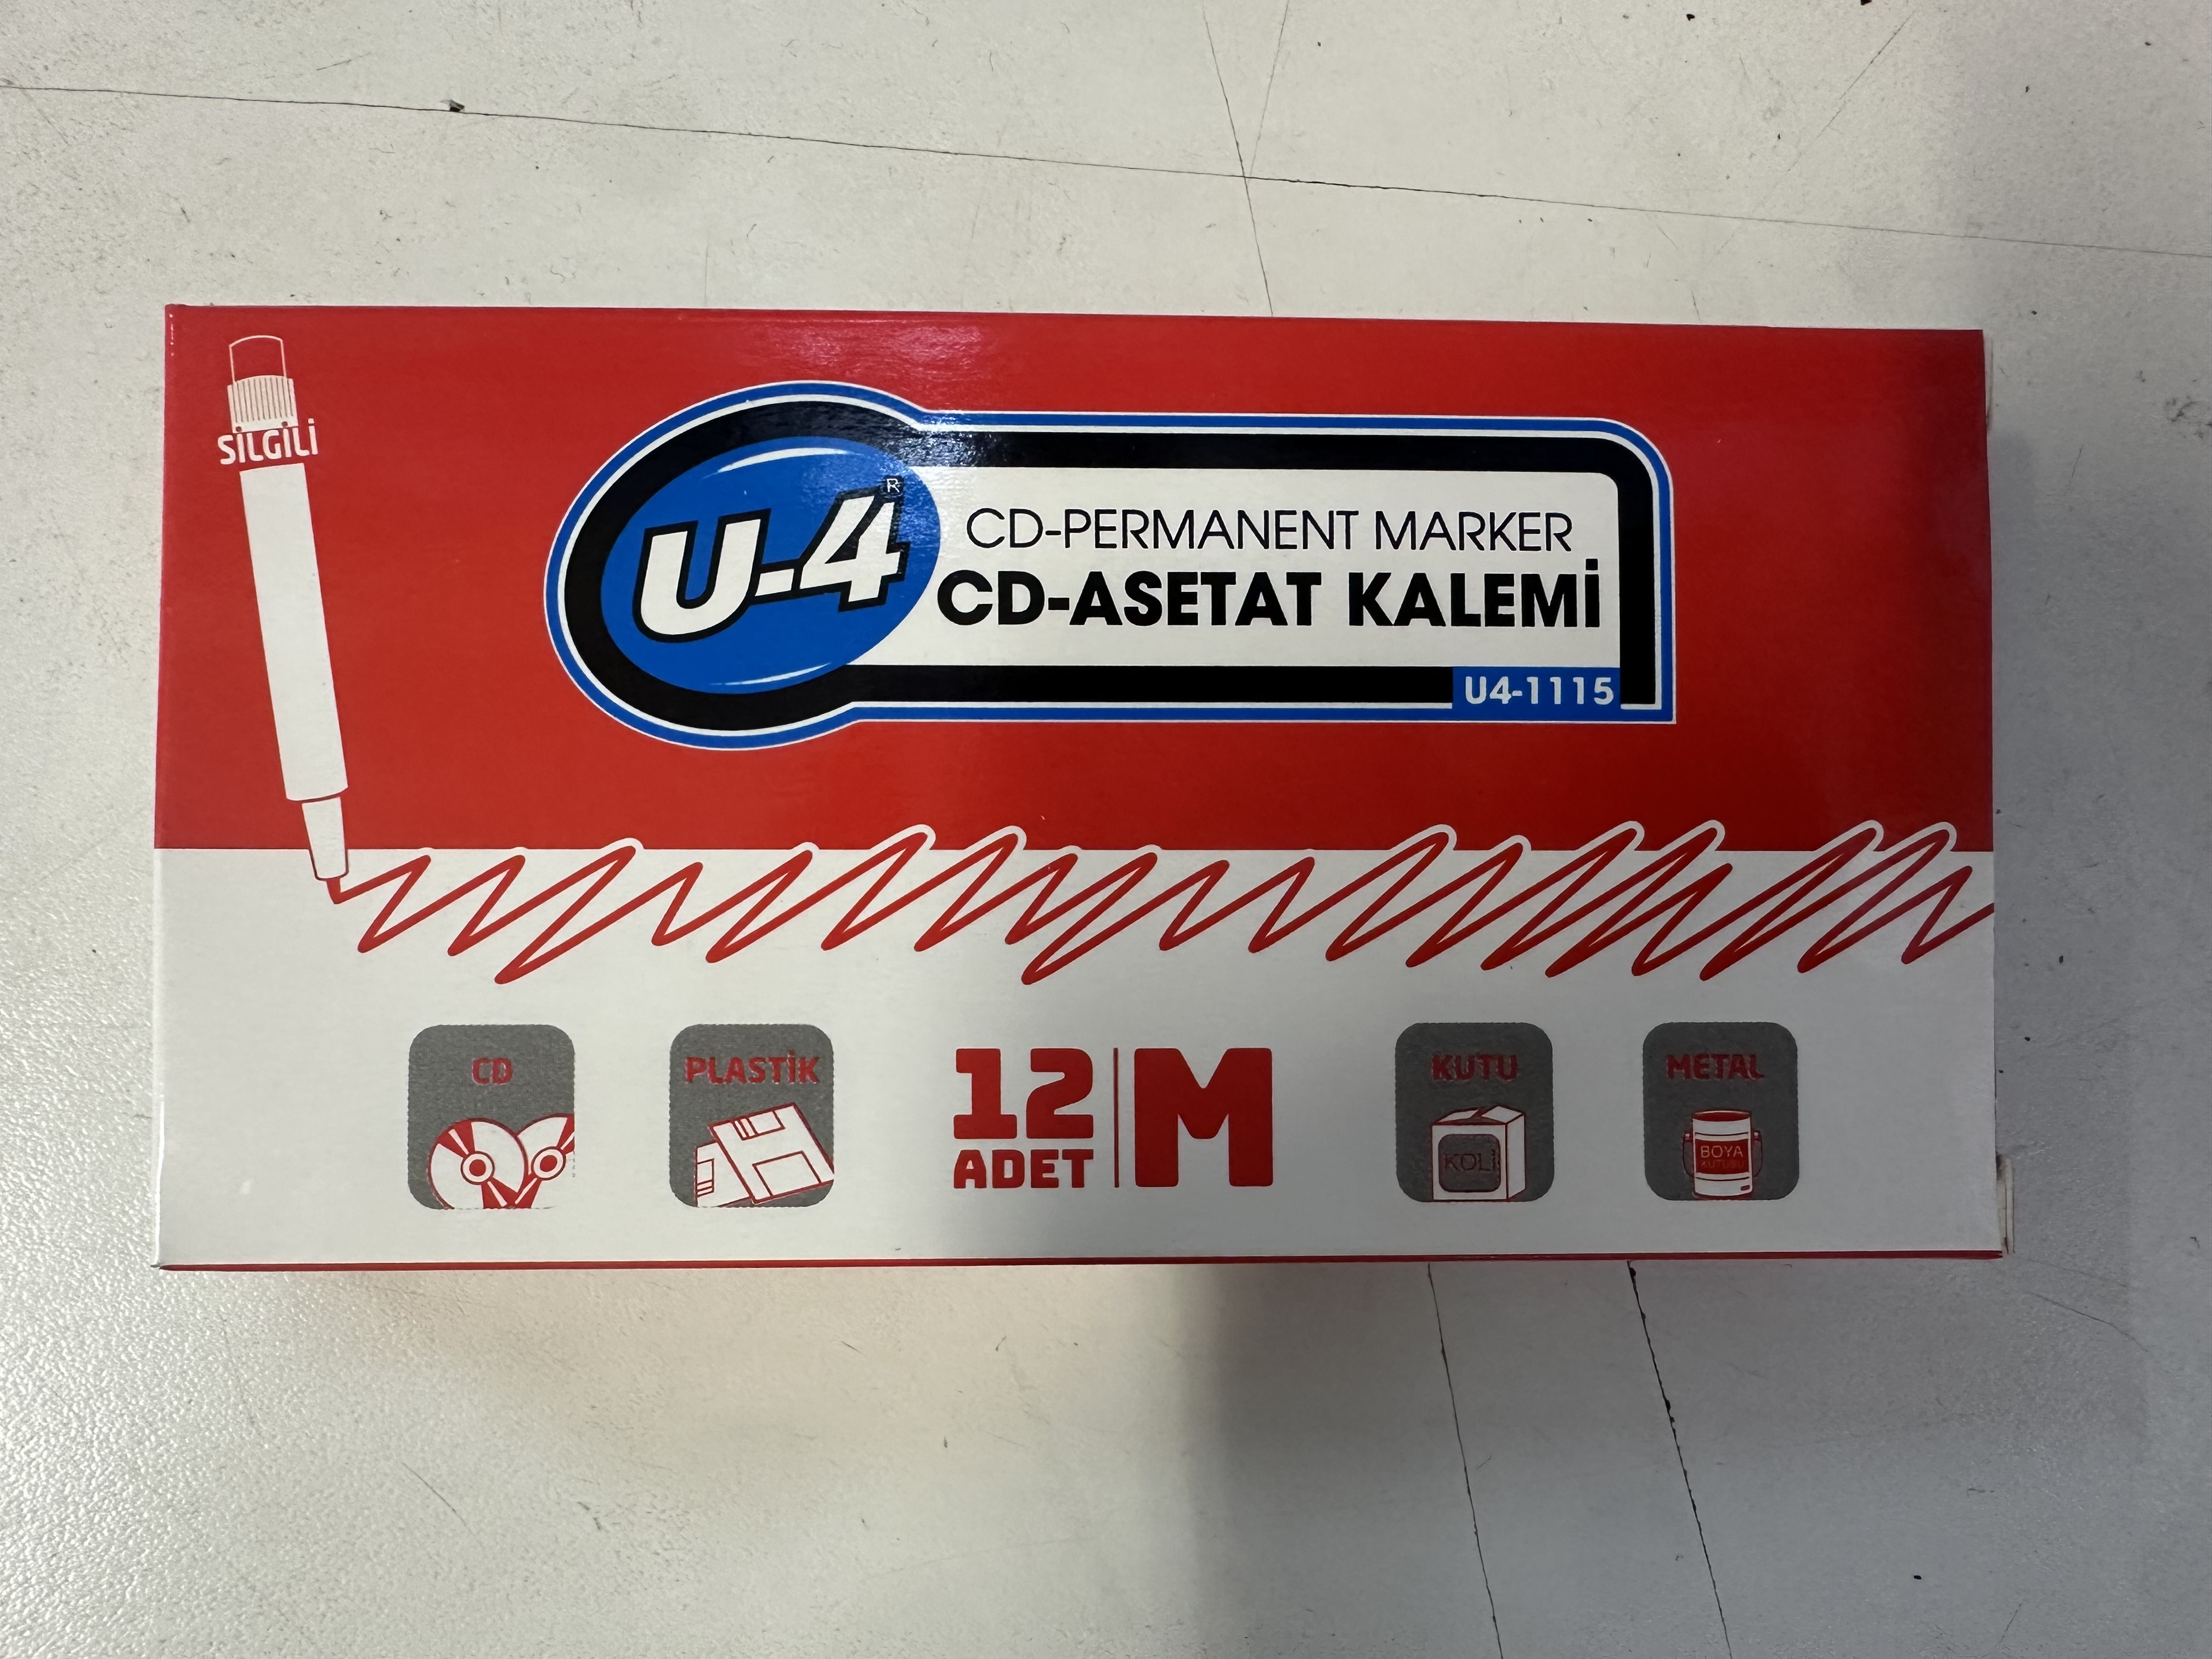 SİLGİLİ
U-4®
CD-PERMANENT MARKER
CD-ASETAT KALEMİ
U4-1115
CD
PLASTİK
12
ADET
M
KUTU
KOLİ
METAL
BOYA
KUTUSU